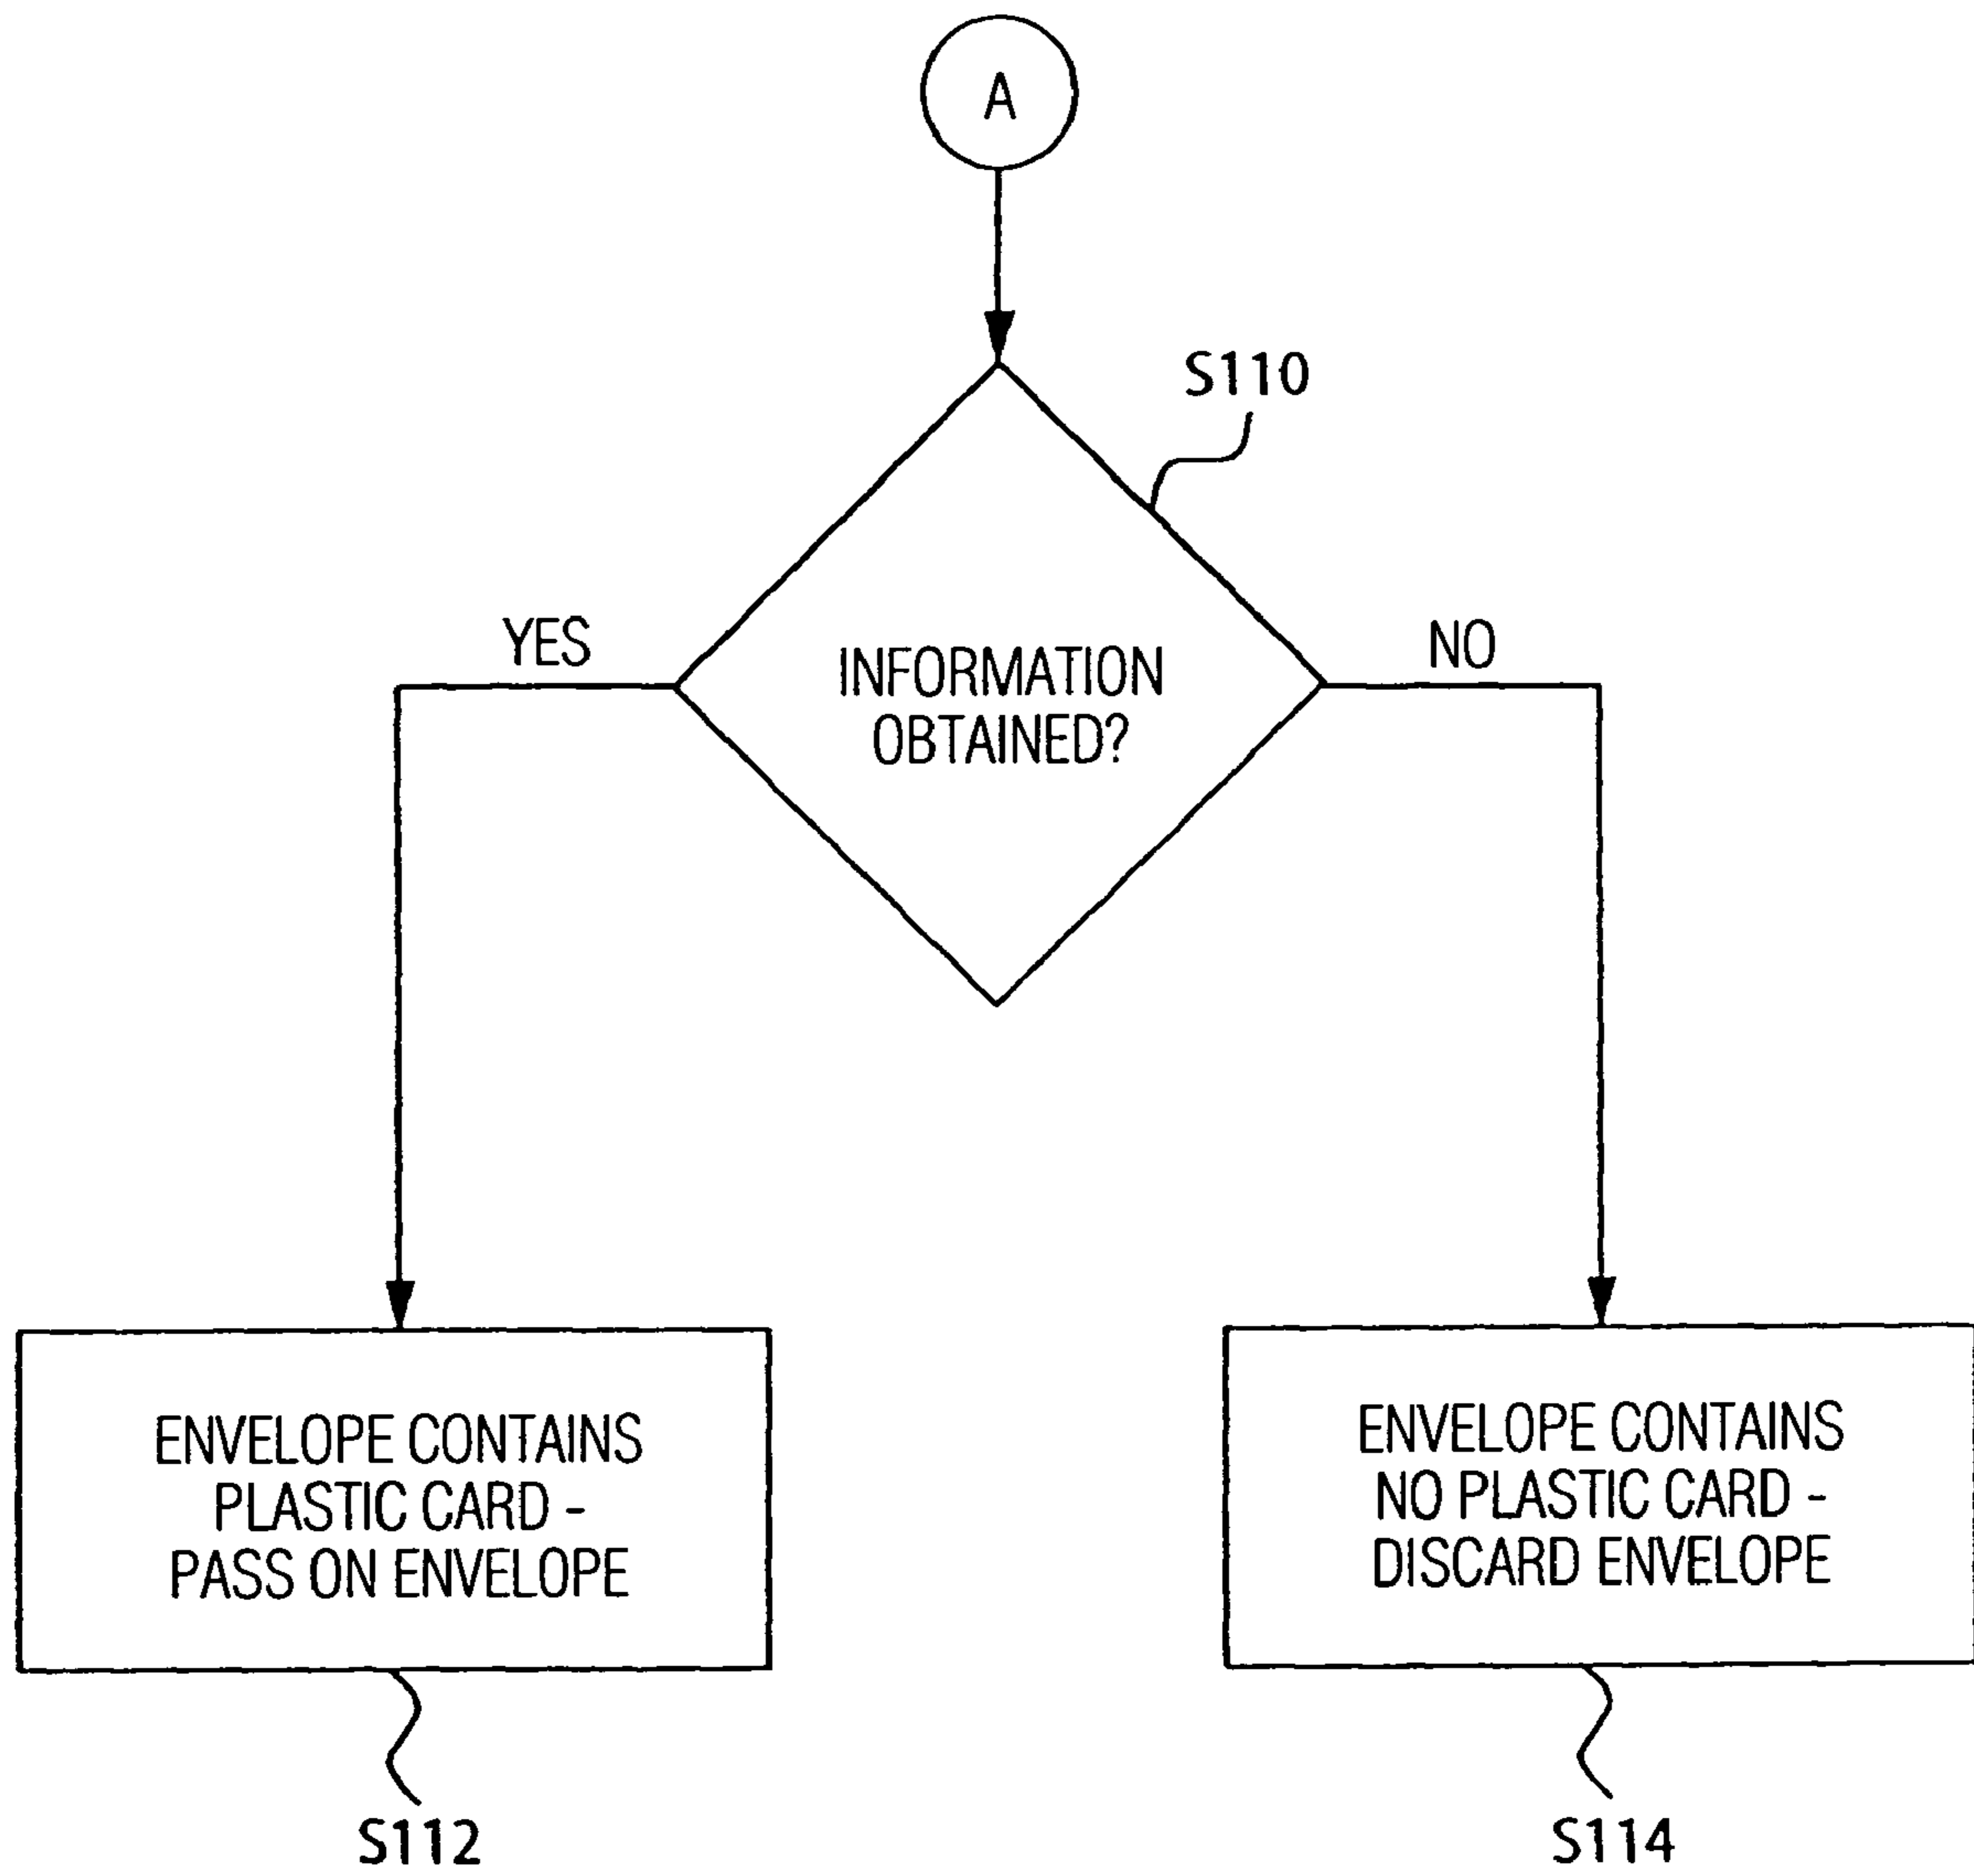 A
S110
YES
NO
INFORMATION
OBTAINED?
ENVELOPE CONTAINS
PLASTIC CARD -
PASS ON ENVELOPE
ENVELOPE CONTAINS
NO PLASTIC CARD -
DISCARD ENVELOPE
S112
S114